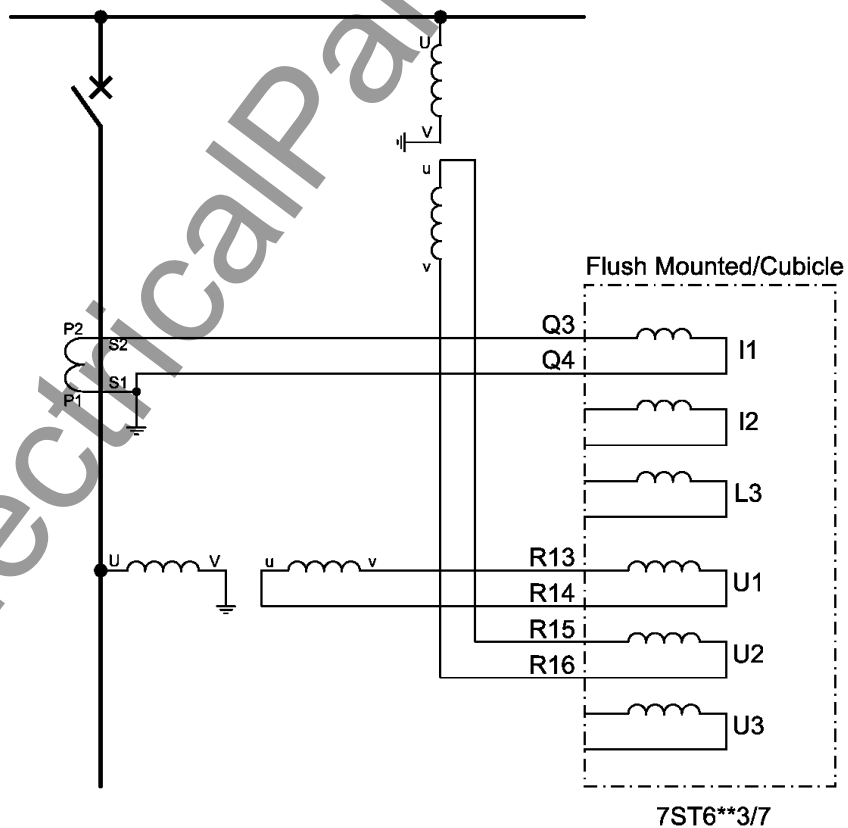 U
V
u
v
Flush Mounted/Cubicle
P2
S2
Q3
I1
S1
Q4
P1
I2
L3
U
V
u
v
R13
U1
R14
R15
U2
R16
U3
7ST6**3/7